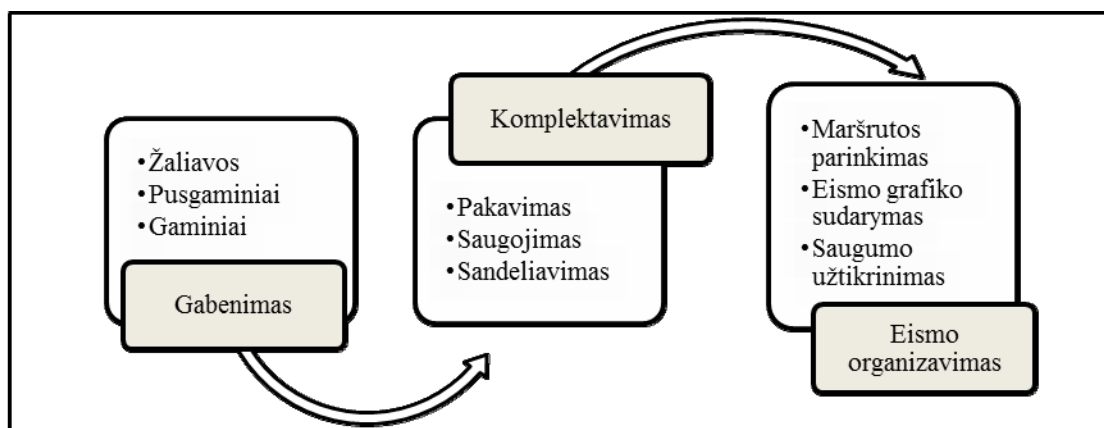 •Žaliavos
•Pusgaminiai
•Gaminiai
Gabenimas
Komplektavimas
•Pakavimas
•Saugojimas
•Sandeliavimas
•Maršrutos
parinkimas
•Eismo grafiko
sudarymas
•Saugumo
užtikrinimas
Eismo
organizavimas